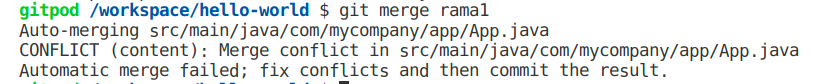 gitpod /workspace/hello-world $ git merge rama1
Auto-merging src/main/java/com/mycompany/app/App.java
CONFLICT (content): Merge conflict in src/main/java/com/mycompany/app/App.java
Automatic merge failed; fix conflicts and then commit the result.